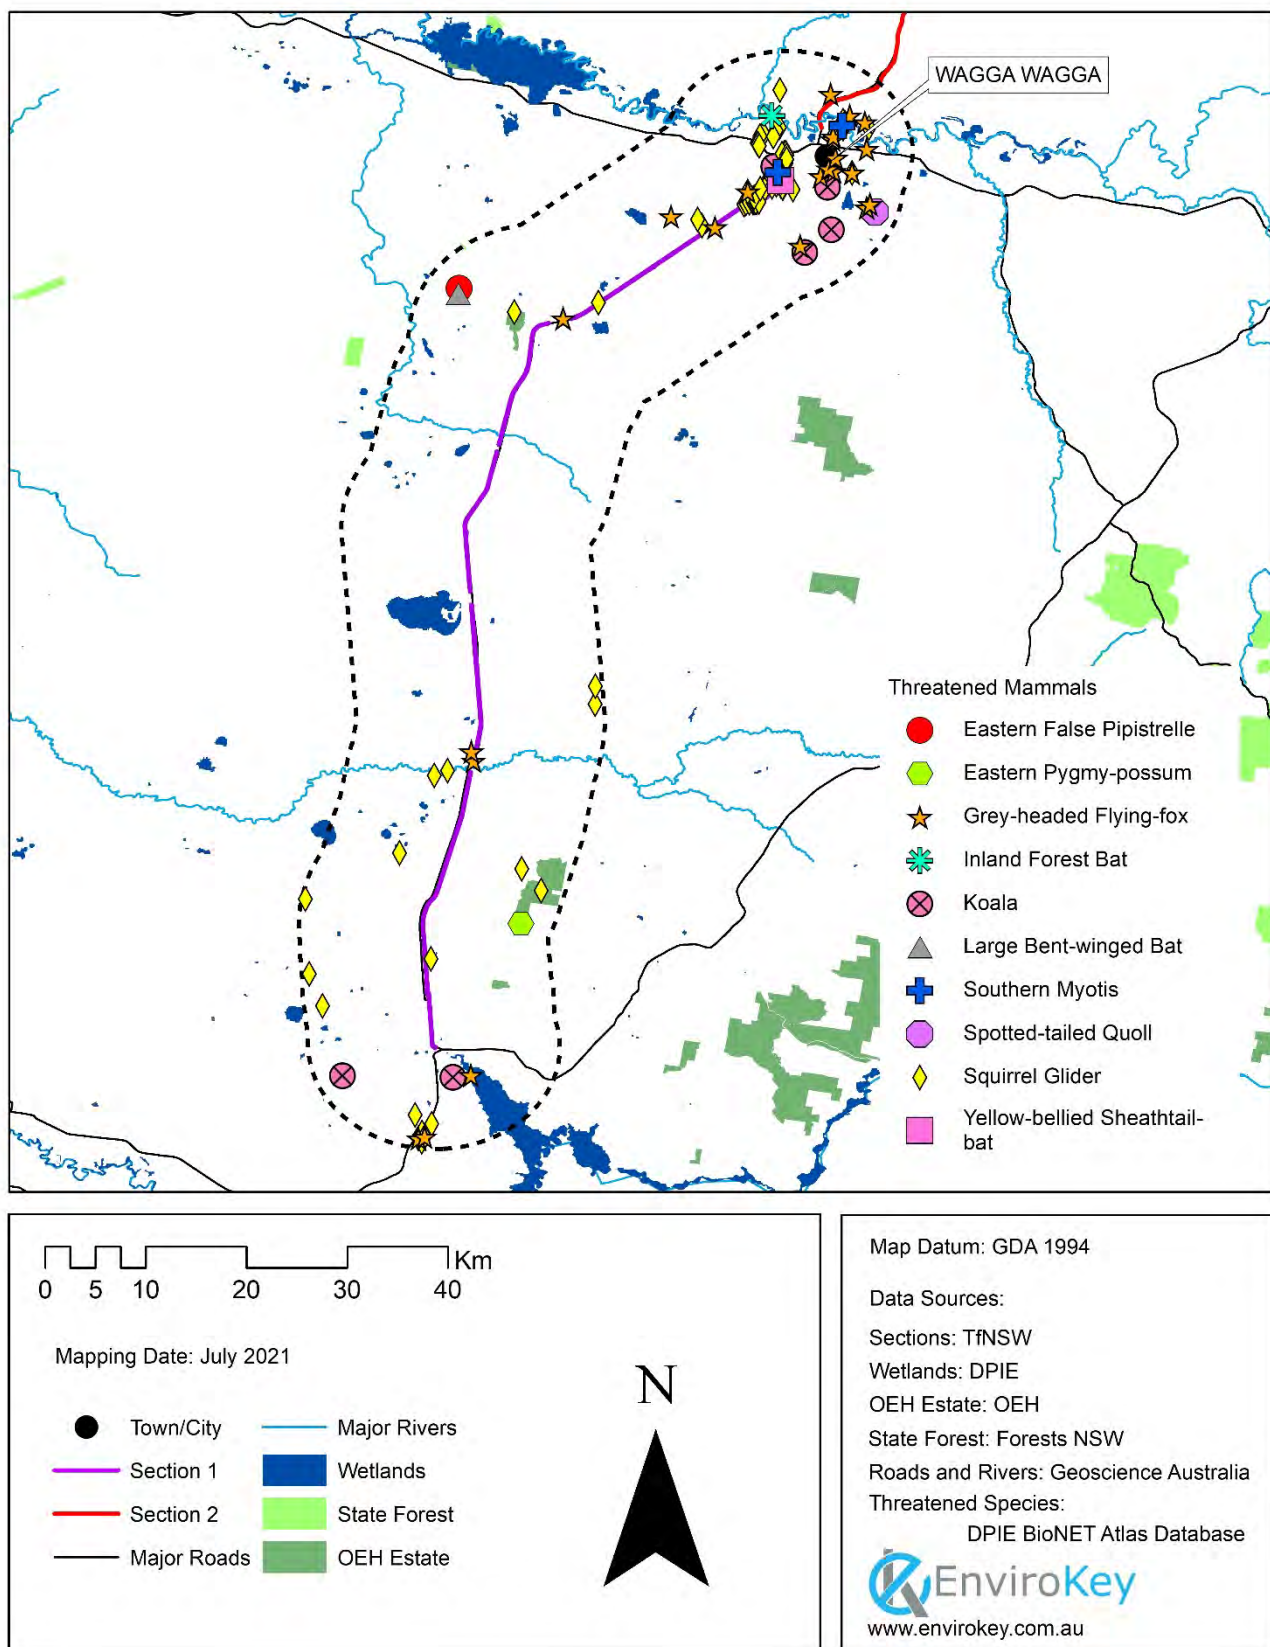 WAGGA WAGGA
Threatened Mammals
Eastern False Pipistrelle
Eastern Pygmy-possum
Grey-headed Flying-fox
Inland Forest Bat
Koala
Large Bent-winged Bat
Southern Myotis
Spotted-tailed Quoll
Squirrel Glider
Yellow-bellied Sheathtail-
bat
Km
0 5 10 20 30 40
Mapping Date: July 2021
N
Town/City
Section 1
Section 2
Major Roads
Major Rivers
Wetlands
State Forest
OEH Estate
Map Datum: GDA 1994
Data Sources:
Sections: TfNSW
Wetlands: DPIE
OEH Estate: OEH
State Forest: Forests NSW
Roads and Rivers: Geoscience Australia
Threatened Species:
DPIE BioNET Atlas Database
EnviroKey
www.envirokey.com.au